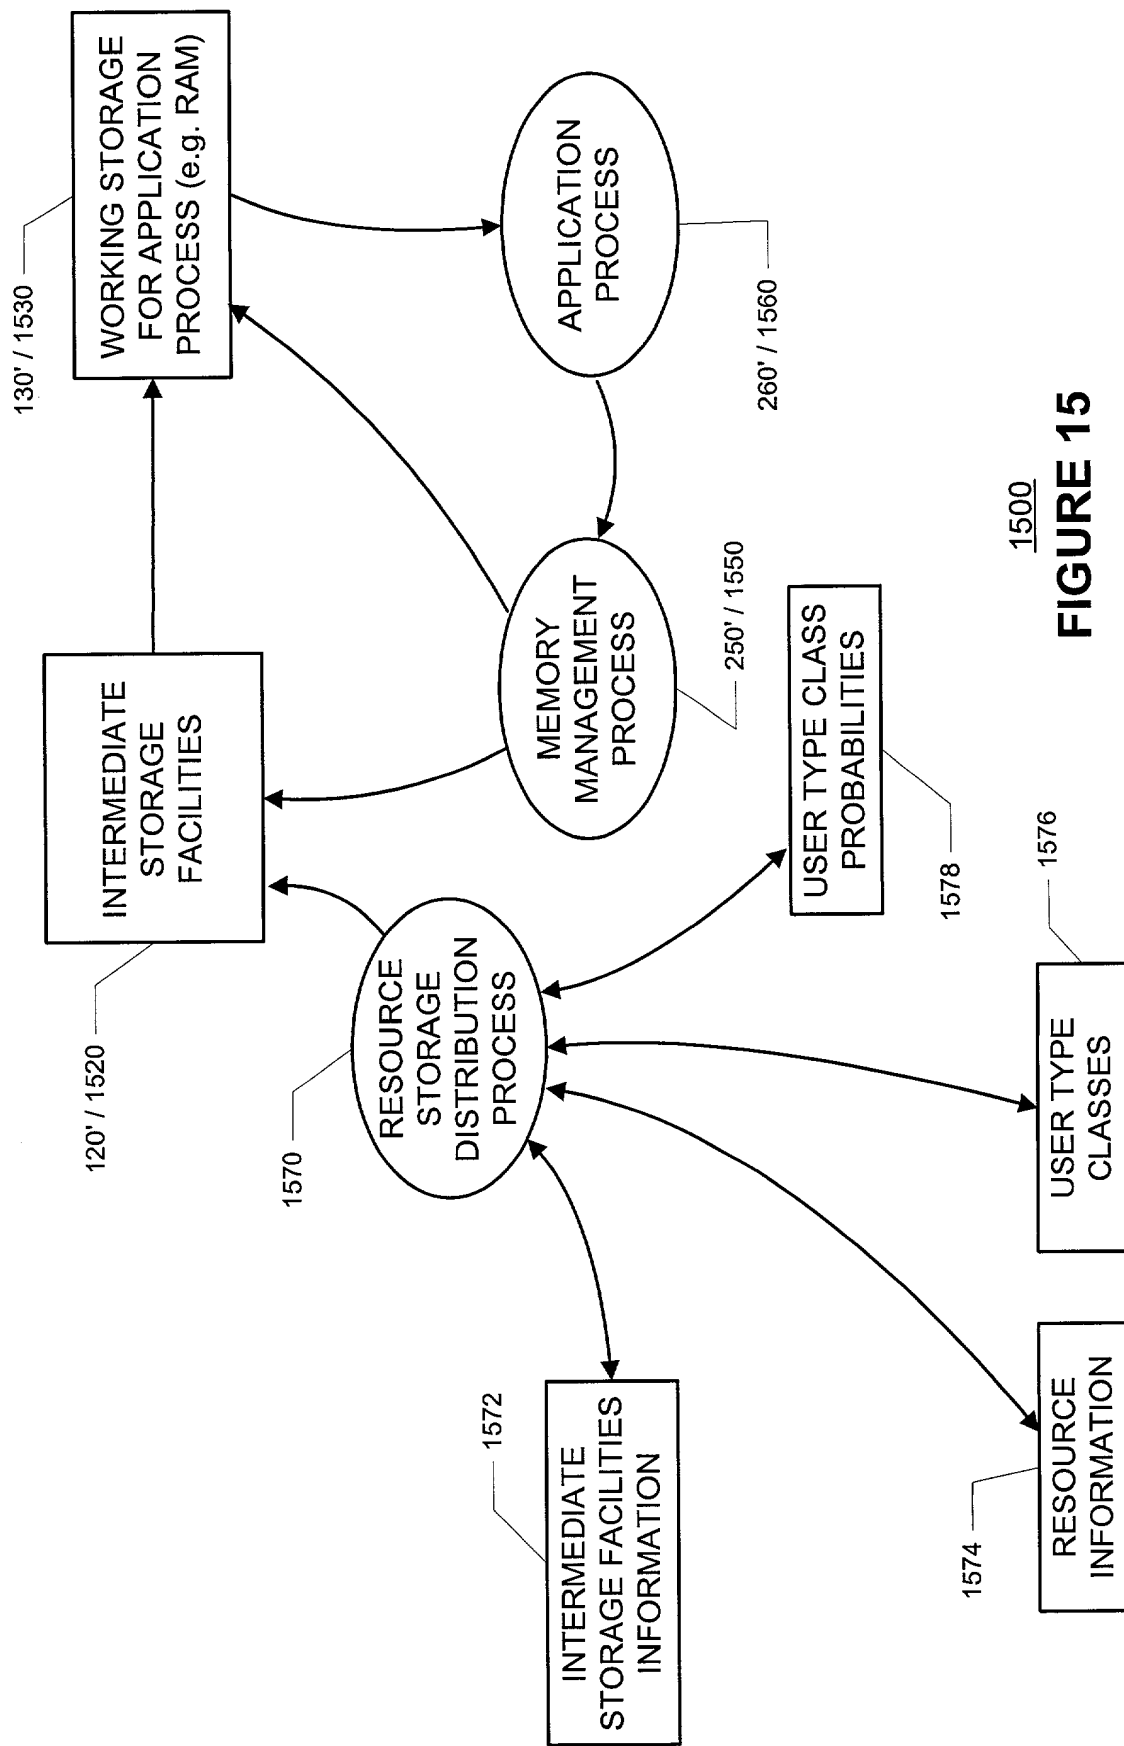 130' / 1530
WORKING STORAGE
FOR APPLICATION
PROCESS (e.g. RAM)
INTERMEDIATE
STORAGE
FACILITIES
120' / 1520
APPLICATION
PROCESS
260' / 1560
MEMORY
MANAGEMENT
PROCESS
250' / 1550
1570
RESOURCE
STORAGE
DISTRIBUTION
PROCESS
USER TYPE CLASS
PROBABILITIES
1578
1572
INTERMEDIATE
STORAGE FACILITIES
INFORMATION
1576
USER TYPE
CLASSES
1574
RESOURCE
INFORMATION
1500
FIGURE 15